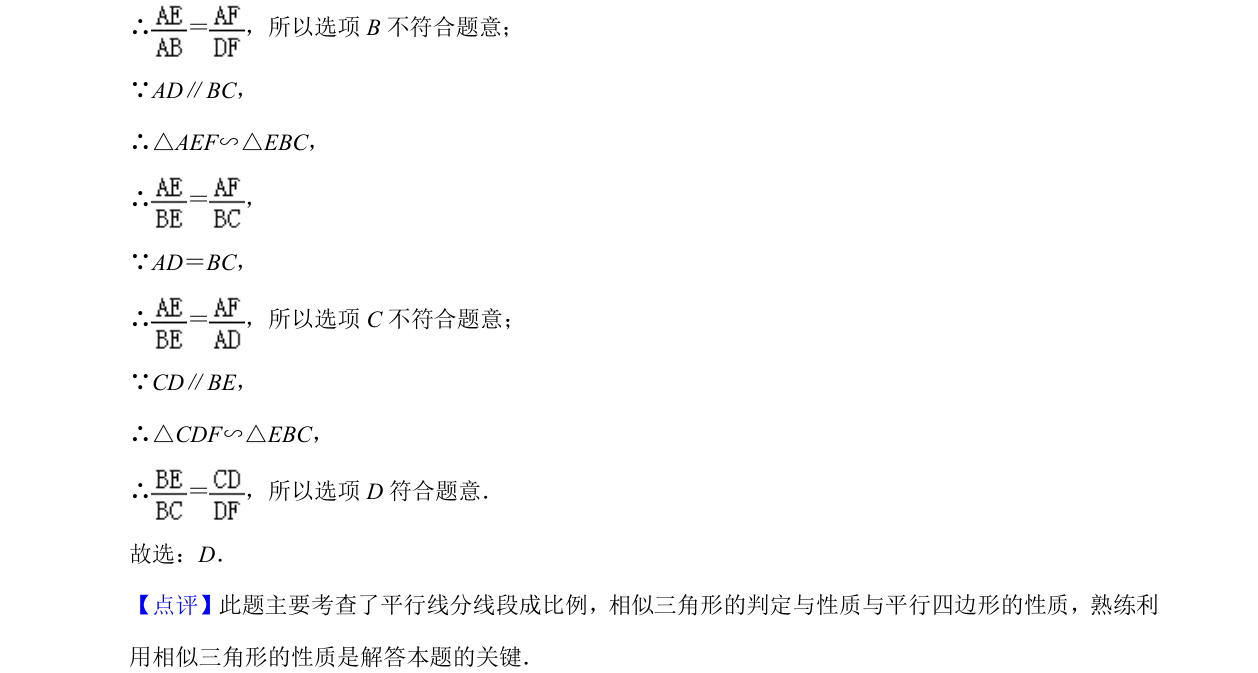 ∴AE/AB=AF/DF，所以选项 B 不符合题意；
∵AD∥BC，
∴△AEF∽△EBC，
∴AE/BE=AF/BC，
∵AD＝BC，
∴AE/BE=AF/AD，所以选项 C 不符合题意；
∵CD∥BE，
∴△CDF∽△EBC，
∴BE/BC=CD/DF，所以选项 D 符合题意．
故选：D．
【点评】此题主要考查了平行线分线段成比例，相似三角形的判定与性质与平行四边形的性质，熟练利
用相似三角形的性质是解答本题的关键．